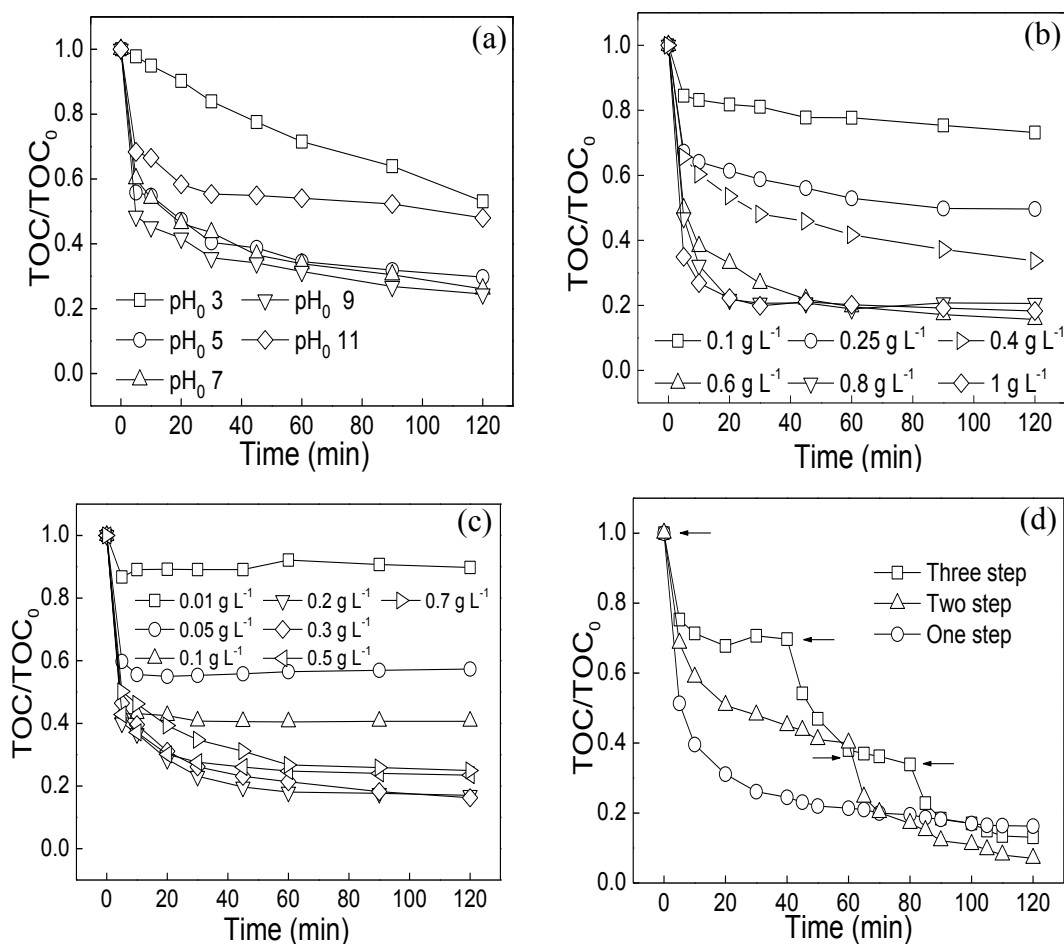 (a)
TOC/TOC₀
1.0
0.8
0.6
0.4
0.2
0.0
pH₀ 3 pH₀ 9
pH₀ 5 pH₀ 11
pH₀ 7
0 20 40 60 80 100 120
Time (min)
(b)
TOC/TOC₀
1.0
0.8
0.6
0.4
0.2
0.0
0.1 g L⁻¹ 0.25 g L⁻¹ 0.4 g L⁻¹
0.6 g L⁻¹ 0.8 g L⁻¹ 1 g L⁻¹
0 20 40 60 80 100 120
Time (min)
(c)
TOC/TOC₀
1.0
0.8
0.6
0.4
0.2
0.0
0.01 g L⁻¹ 0.2 g L⁻¹ 0.7 g L⁻¹
0.05 g L⁻¹ 0.3 g L⁻¹
0.1 g L⁻¹ 0.5 g L⁻¹
0 20 40 60 80 100 120
Time (min)
(d)
TOC/TOC₀
1.0
0.8
0.6
0.4
0.2
0.0
Three step
Two step
One step
0 20 40 60 80 100 120
Time (min)